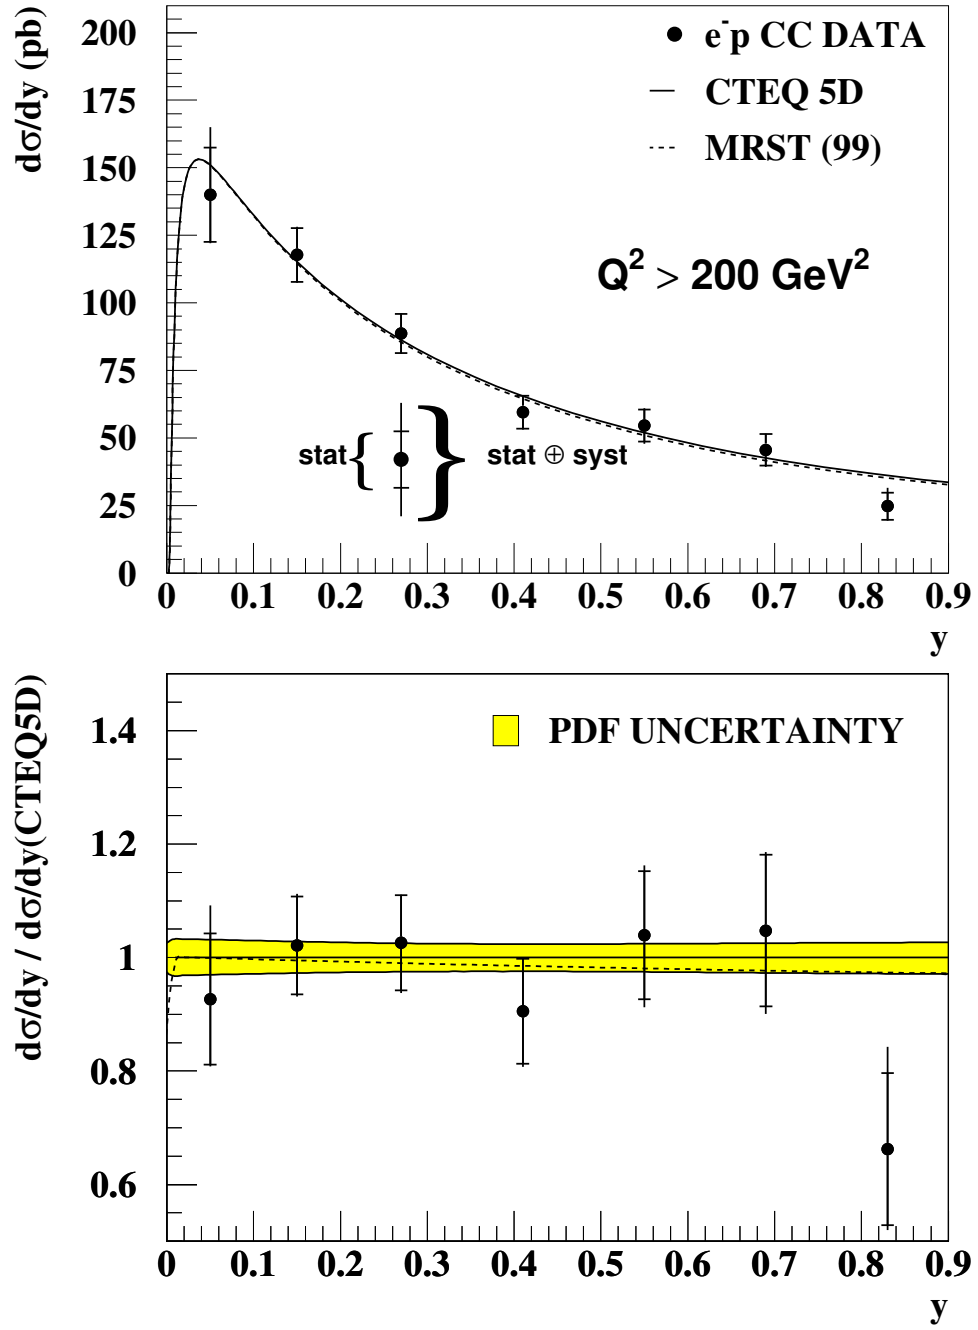 dσ/dy (pb)
200
175
150
125
100
75
50
25
0
e⁻p CC DATA
CTEQ 5D
MRST (99)
Q² > 200 GeV²
stat { } stat ⊕ syst
0 0.1 0.2 0.3 0.4 0.5 0.6 0.7 0.8 0.9
y
dσ/dy / dσ/dy(CTEQ5D)
1.4
1.2
1
0.8
0.6
PDF UNCERTAINTY
0 0.1 0.2 0.3 0.4 0.5 0.6 0.7 0.8 0.9
y